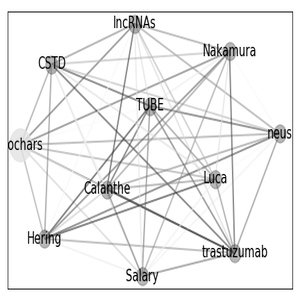 lncRNAs
Nakamura
CSTD
TUBE
neus
ochars
Luca
Calanthe
Hering
trastuzumab
Salary